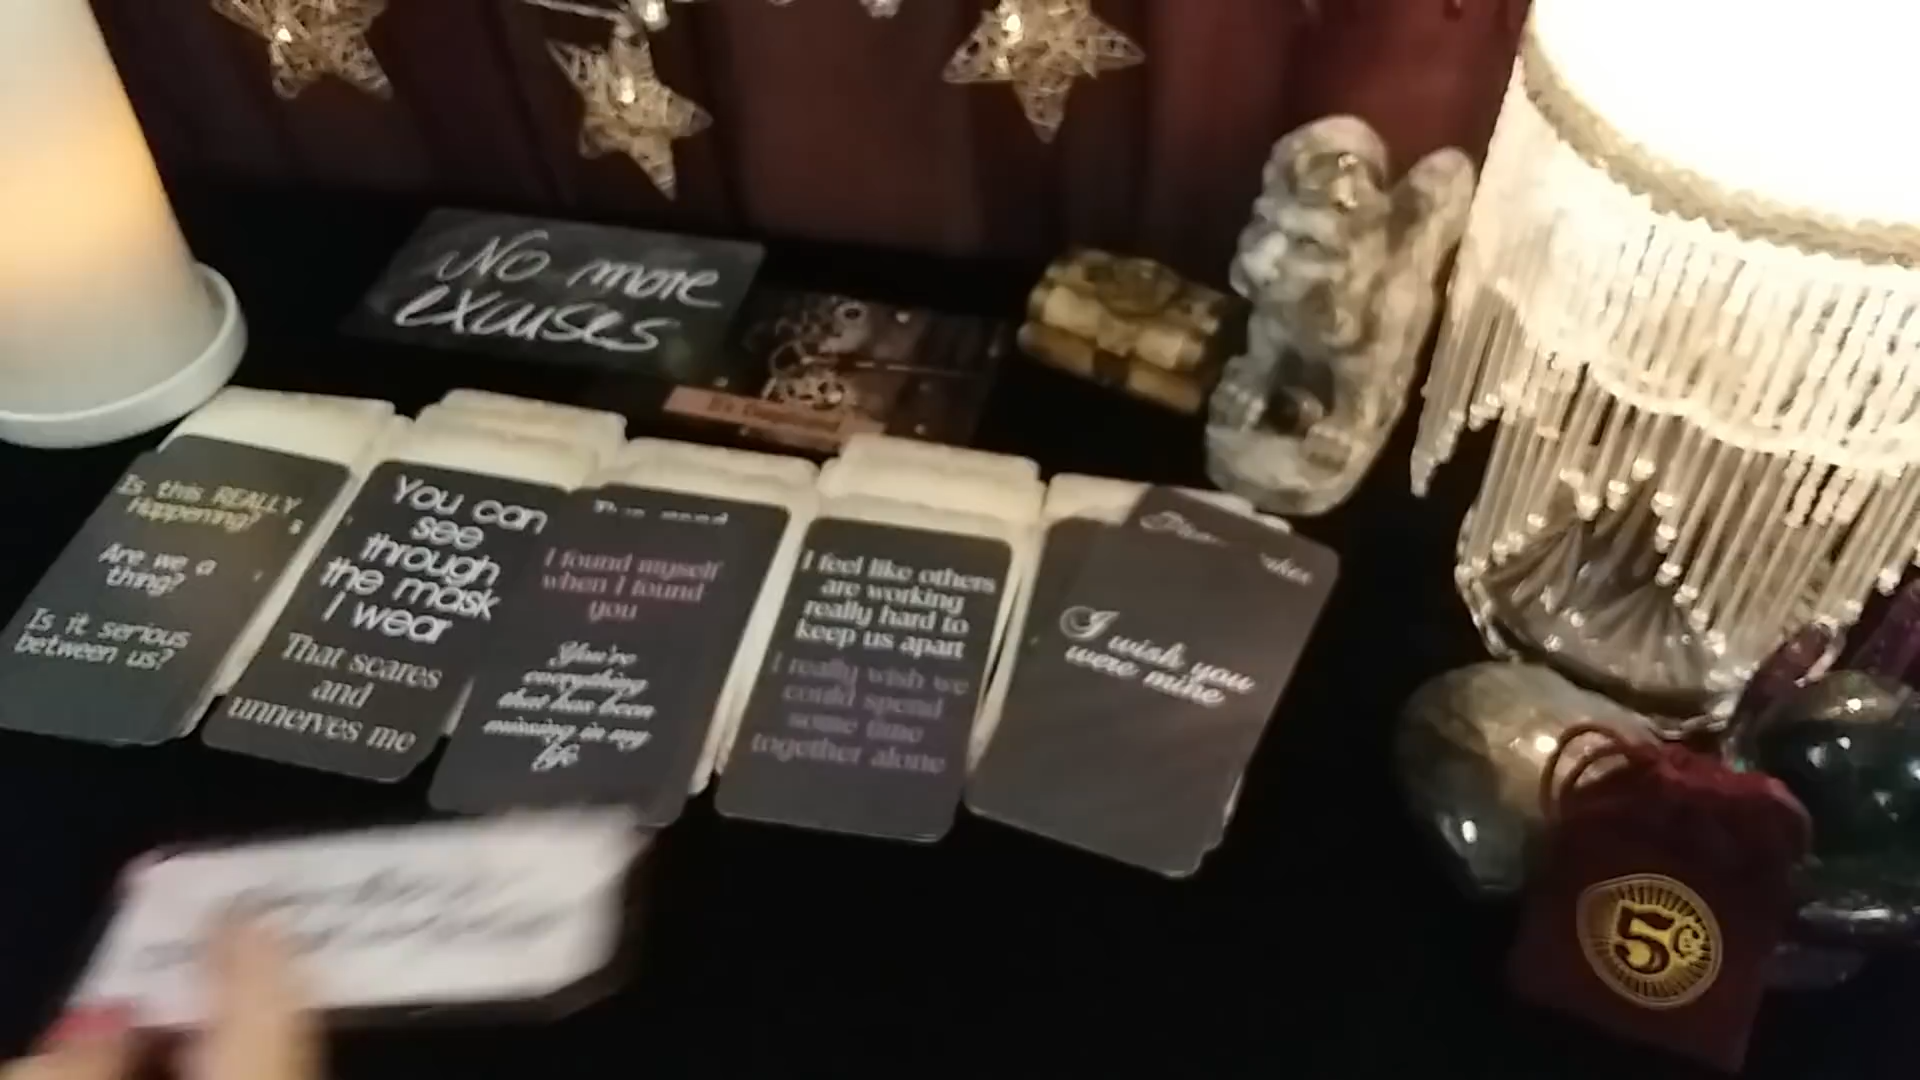 No more
excuses
Is this REALLY
Happening?
Are we a
thing?
Is it serious
between us?
You can
see
through
the mask
I wear
That scares
and
unnerves me
I found myself
when I found
you
You're
everything
that has been
missing in my
life
I feel like others
are working
really hard to
keep us apart
I really wish we
could spend
some time
together alone
I wish you
were mine
5¢